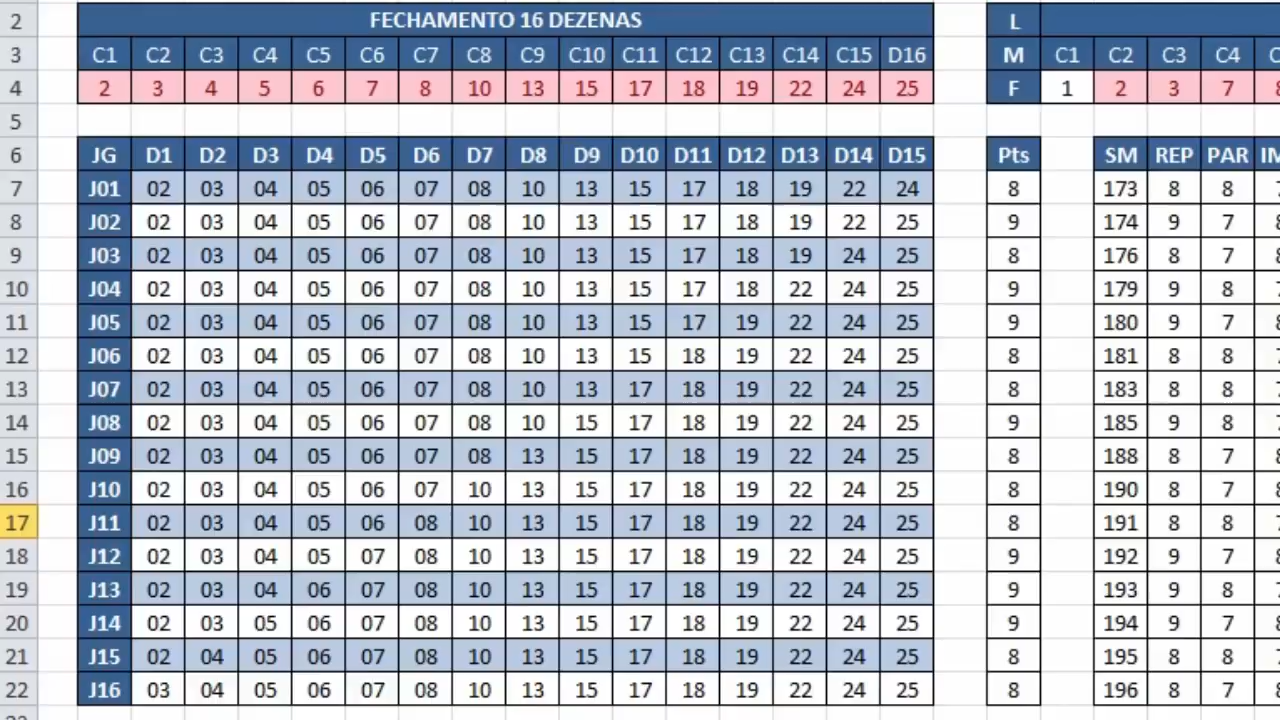 2 FECHAMENTO 16 DEZENAS L
3 C1 C2 C3 C4 C5 C6 C7 C8 C9 C10 C11 C12 C13 C14 C15 D16 M C1 C2 C3 C4
4 2 3 4 5 6 7 8 10 13 15 17 18 19 22 24 25 F 1 2 3 7
5
6 JG D1 D2 D3 D4 D5 D6 D7 D8 D9 D10 D11 D12 D13 D14 D15 Pts SM REP PAR
7 J01 02 03 04 05 06 07 08 10 13 15 17 18 19 22 24 8 173 8 8
8 J02 02 03 04 05 06 07 08 10 13 15 17 18 19 22 25 9 174 9 7
9 J03 02 03 04 05 06 07 08 10 13 15 17 18 19 24 25 8 176 8 7
10 J04 02 03 04 05 06 07 08 10 13 15 17 18 22 24 25 9 179 9 8
11 J05 02 03 04 05 06 07 08 10 13 15 17 19 22 24 25 9 180 9 7
12 J06 02 03 04 05 06 07 08 10 13 15 18 19 22 24 25 8 181 8 8
13 J07 02 03 04 05 06 07 08 10 13 17 18 19 22 24 25 8 183 8 8
14 J08 02 03 04 05 06 07 08 10 15 17 18 19 22 24 25 9 185 9 8
15 J09 02 03 04 05 06 07 08 13 15 17 18 19 22 24 25 8 188 8 7
16 J10 02 03 04 05 06 07 10 13 15 17 18 19 22 24 25 8 190 8 7
17 J11 02 03 04 05 06 08 10 13 15 17 18 19 22 24 25 8 191 8 8
18 J12 02 03 04 05 07 08 10 13 15 17 18 19 22 24 25 9 192 9 7
19 J13 02 03 04 06 07 08 10 13 15 17 18 19 22 24 25 9 193 9 8
20 J14 02 03 05 06 07 08 10 13 15 17 18 19 22 24 25 9 194 9 7
21 J15 02 04 05 06 07 08 10 13 15 17 18 19 22 24 25 8 195 8 8
22 J16 03 04 05 06 07 08 10 13 15 17 18 19 22 24 25 8 196 8 7